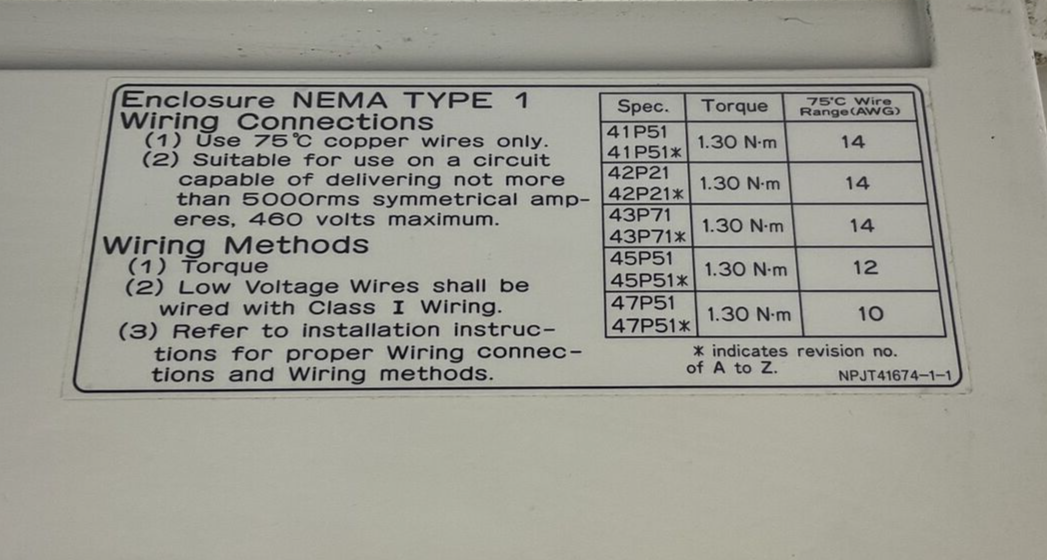 Enclosure NEMA TYPE 1
Wiring Connections
(1) Use 75°C copper wires only.
(2) Suitable for use on a circuit
capable of delivering not more
than 5000rms symmetrical amp-
eres, 460 volts maximum.
Wiring Methods
(1) Torque
(2) Low Voltage Wires shall be
wired with Class I Wiring.
(3) Refer to installation instruc-
tions for proper Wiring connec-
tions and Wiring methods.
Spec. Torque 75°C Wire
Range(AWG)
41P51
41P51* 1.30 N·m 14
42P21
42P21* 1.30 N·m 14
43P71
43P71* 1.30 N·m 14
45P51
45P51* 1.30 N·m 12
47P51
47P51* 1.30 N·m 10
* indicates revision no.
of A to Z.
NPJT41674-1-1